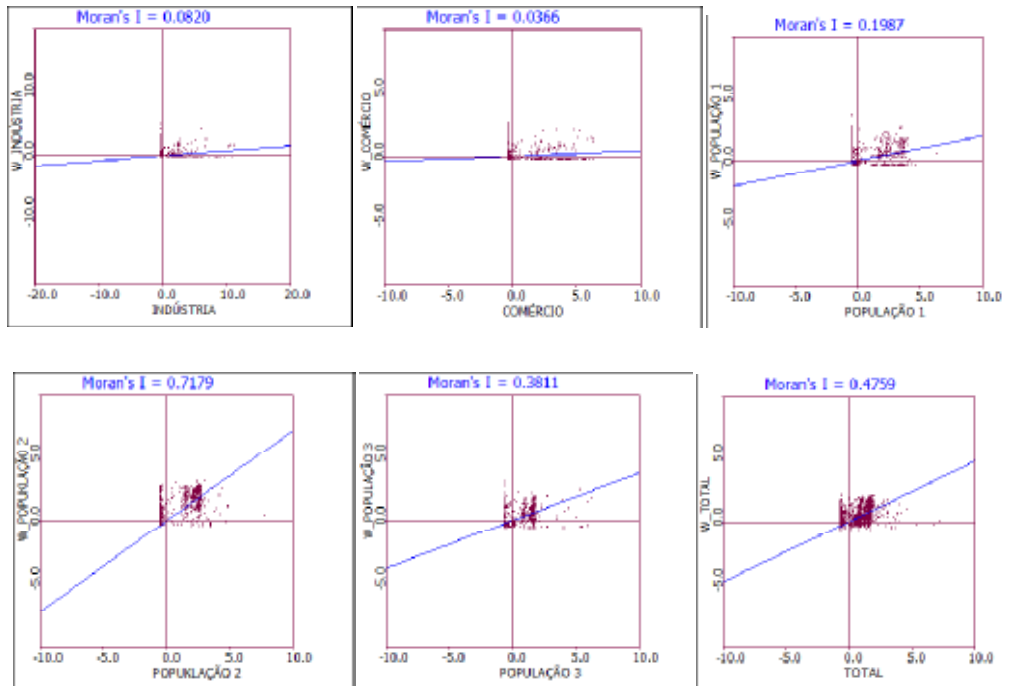 Moran's I = 0.0820
W_INDÚSTRIA
10.0
0.0
-10.0
-20.0 -10.0 0.0 10.0 20.0
INDÚSTRIA
Moran's I = 0.0366
W_COMÉRCIO
5.0
0.0
-5.0
-10.0 -5.0 0.0 5.0 10.0
COMÉRCIO
Moran's I = 0.1987
W_POPULAÇÃO 1
5.0
0.0
-5.0
-10.0 -5.0 0.0 5.0 10.0
POPULAÇÃO 1
Moran's I = 0.7179
W_POPUKLAÇÃO 2
5.0
0.0
-5.0
-10.0 -5.0 0.0 5.0 10.0
POPUKLAÇÃO 2
Moran's I = 0.3811
W_POPULAÇÃO 3
5.0
0.0
-5.0
-10.0 -5.0 0.0 5.0 10.0
POPULAÇÃO 3
Moran's I = 0.4759
W_TOTAL
5.0
0.0
-5.0
-10.0 -5.0 0.0 5.0 10.0
TOTAL